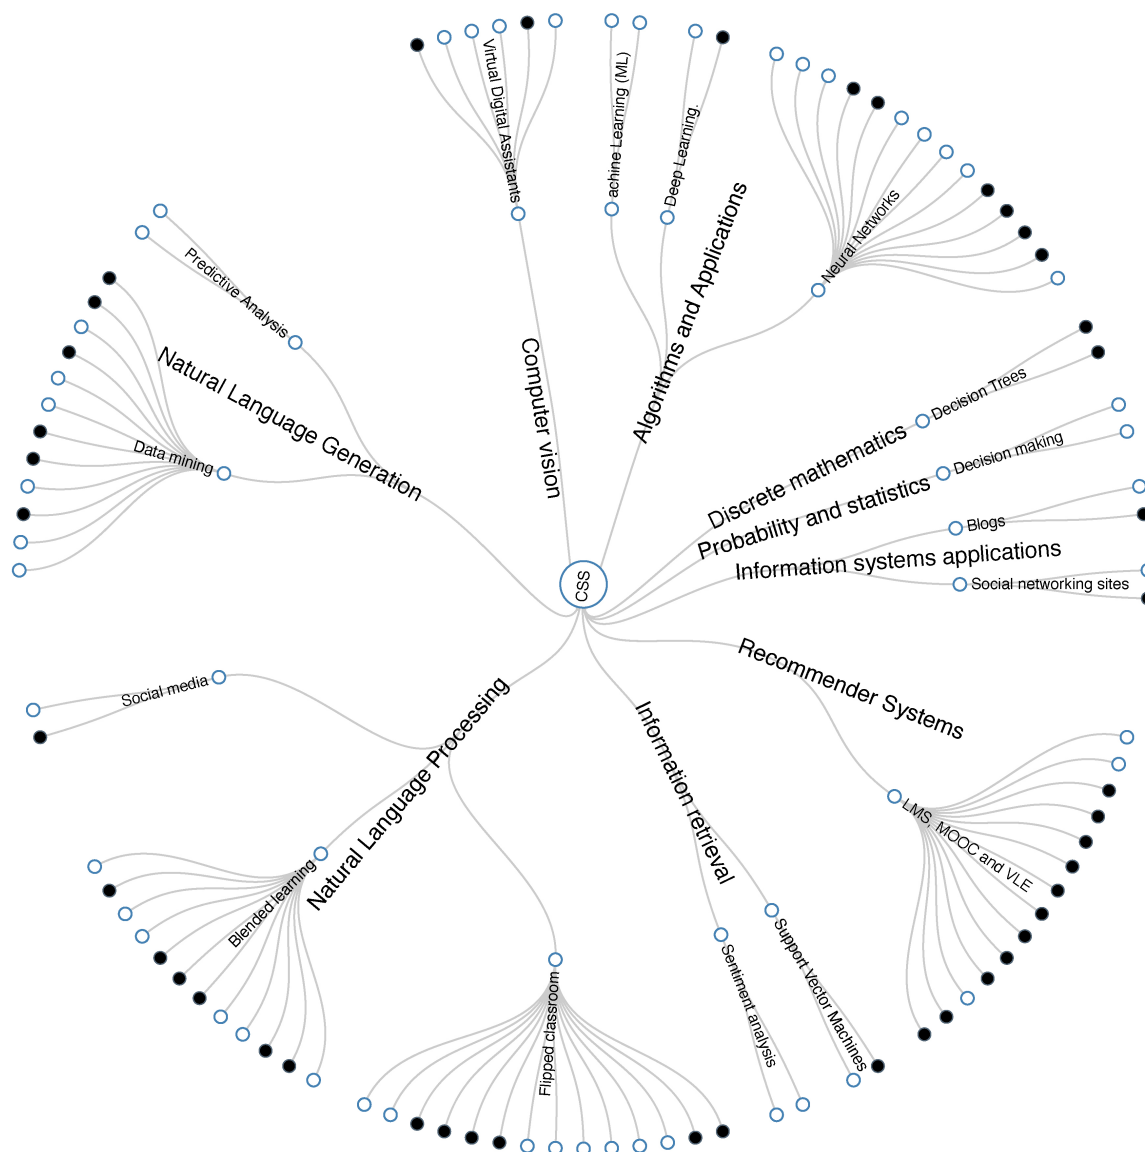 Virtual Digital Assistants
achine Learning (ML)
Deep Learning.
Neural Networks
Predictive Analysis
Algorithms and Applications
Computer vision
Natural Language Generation
Data mining
Decision Trees
Discrete mathematics
Decision making
Probability and statistics
Blogs
Information systems applications
CSS
Social networking sites
Recommender Systems
Social media
Natural Language Processing
Information retrieval
LMS, MOOC and VLE
Blended learning
Flipped classroom
Sentiment analysis
Support Vector Machines